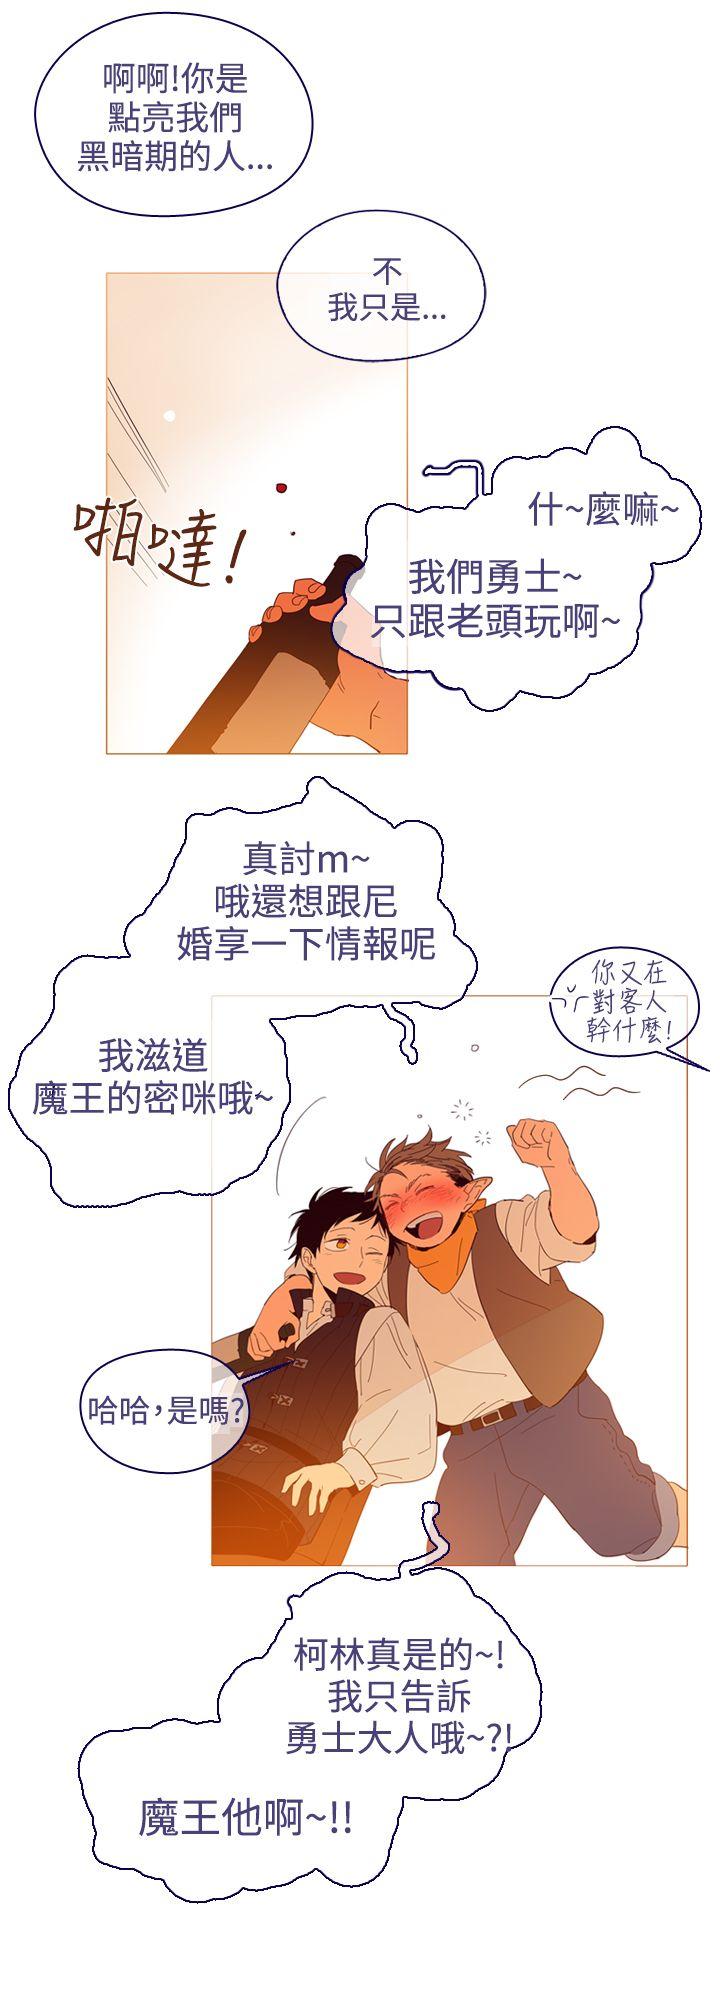 啊啊!你是
點亮我們
黑暗期的人...
不
我只是...
啪噠!
什~麼嘛~
我們勇士~
只跟老頭玩啊~
真討m~
哦還想跟尼
婚享一下情報呢
我滋道
魔王的密咪哦~
你又在
對客人
幹什麼!
哈哈，是嗎?
柯林真是的~!
我只告訴
勇士大人哦~?!
魔王他啊~!!